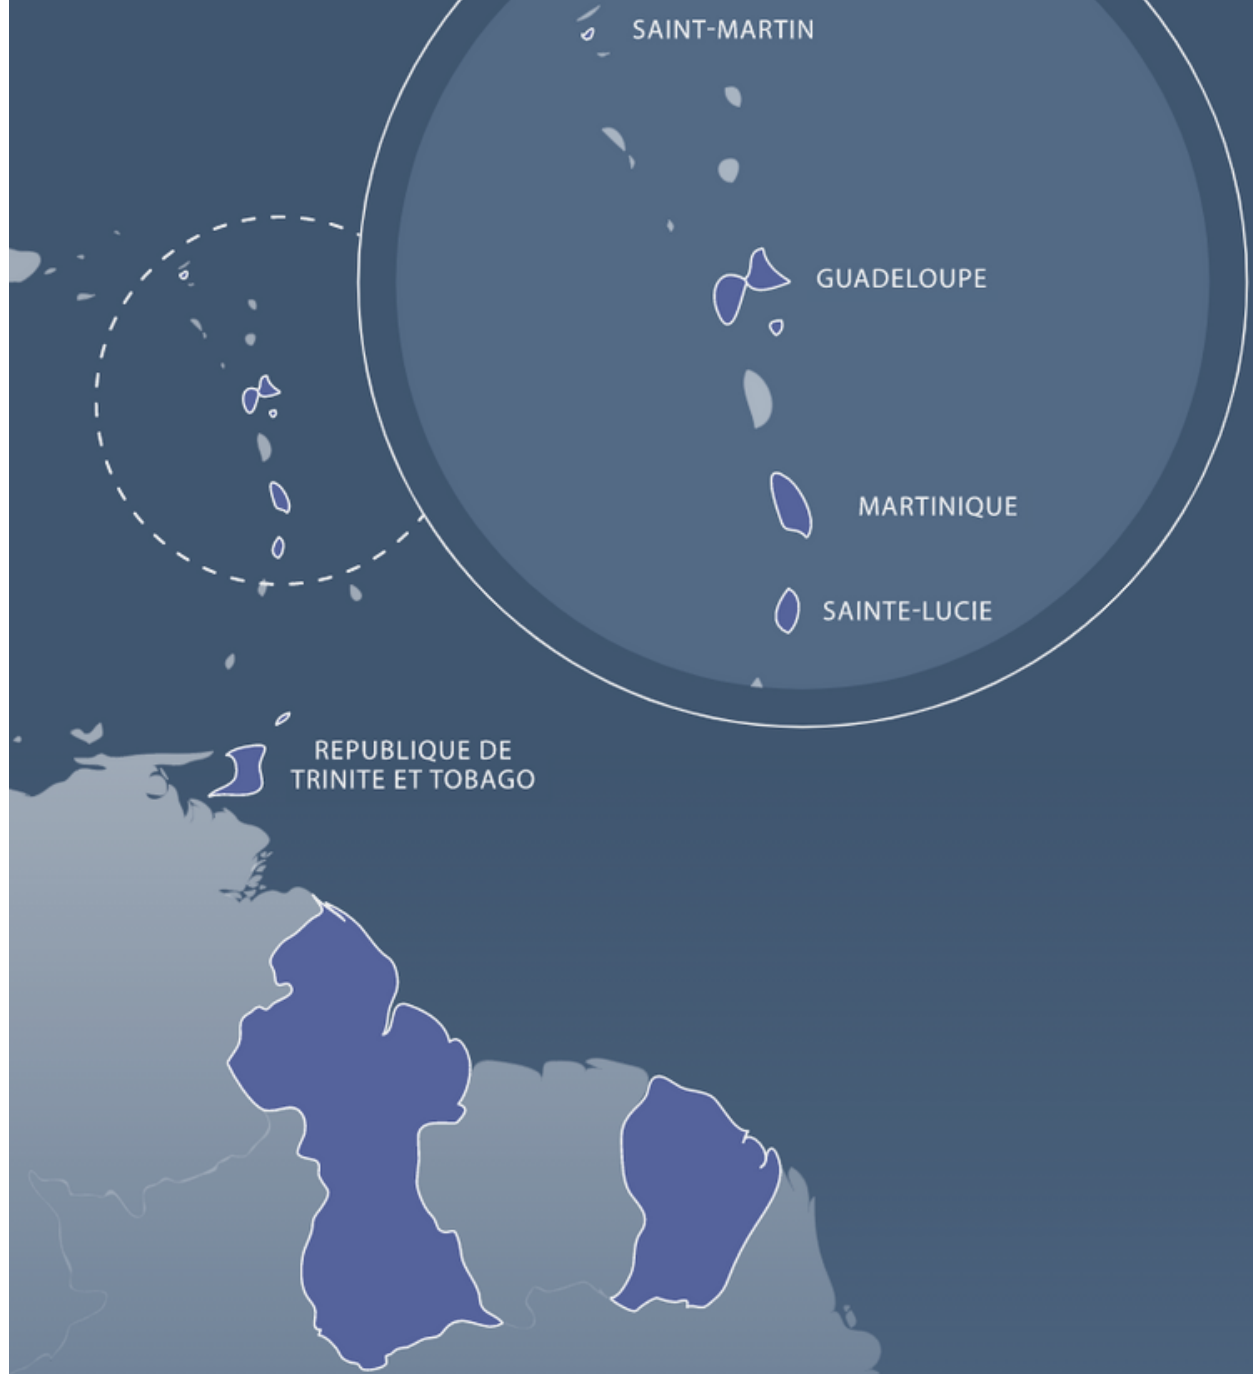 SAINT-MARTIN
GUADELOUPE
MARTINIQUE
SAINTE-LUCIE
REPUBLIQUE DE
TRINITE ET TOBAGO